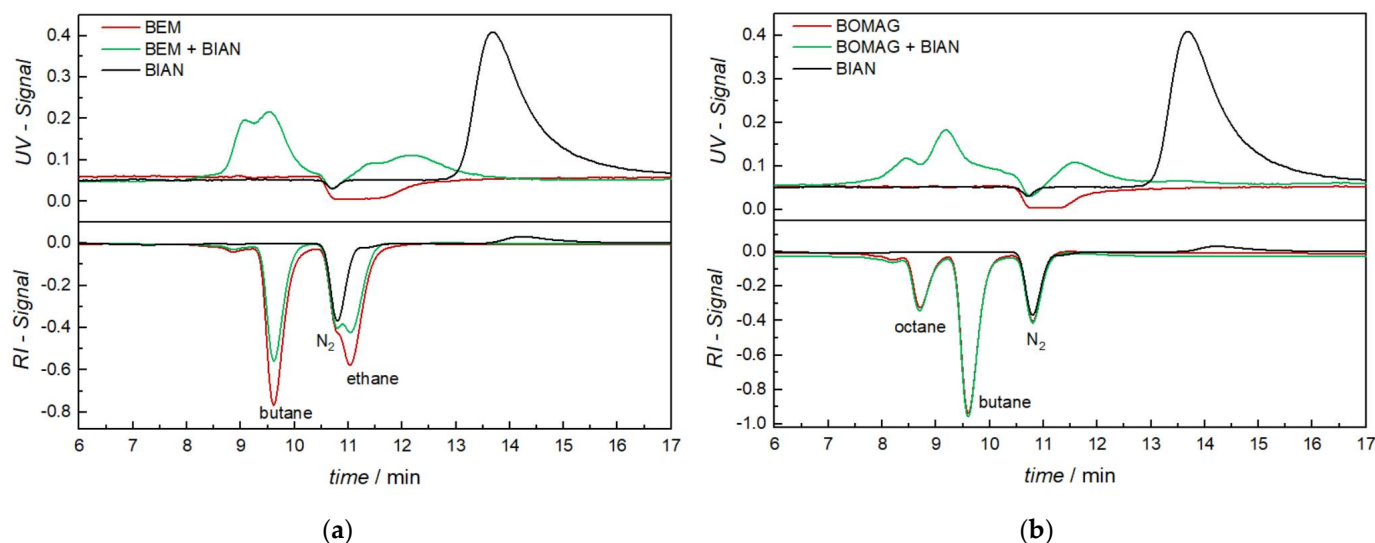 BEM
BEM + BIAN
BIAN
UV - Signal
0.4
0.3
0.2
0.1
0.0
RI - Signal
0.0
-0.2
-0.4
-0.6
-0.8
N2
ethane
butane
6 7 8 9 10 11 12 13 14 15 16 17
time / min
(a)
BOMAG
BOMAG + BIAN
BIAN
UV - Signal
0.4
0.3
0.2
0.1
0.0
RI - Signal
0.0
-0.2
-0.4
-0.6
-0.8
-1.0
octane
N2
butane
6 7 8 9 10 11 12 13 14 15 16 17
time / min
(b)